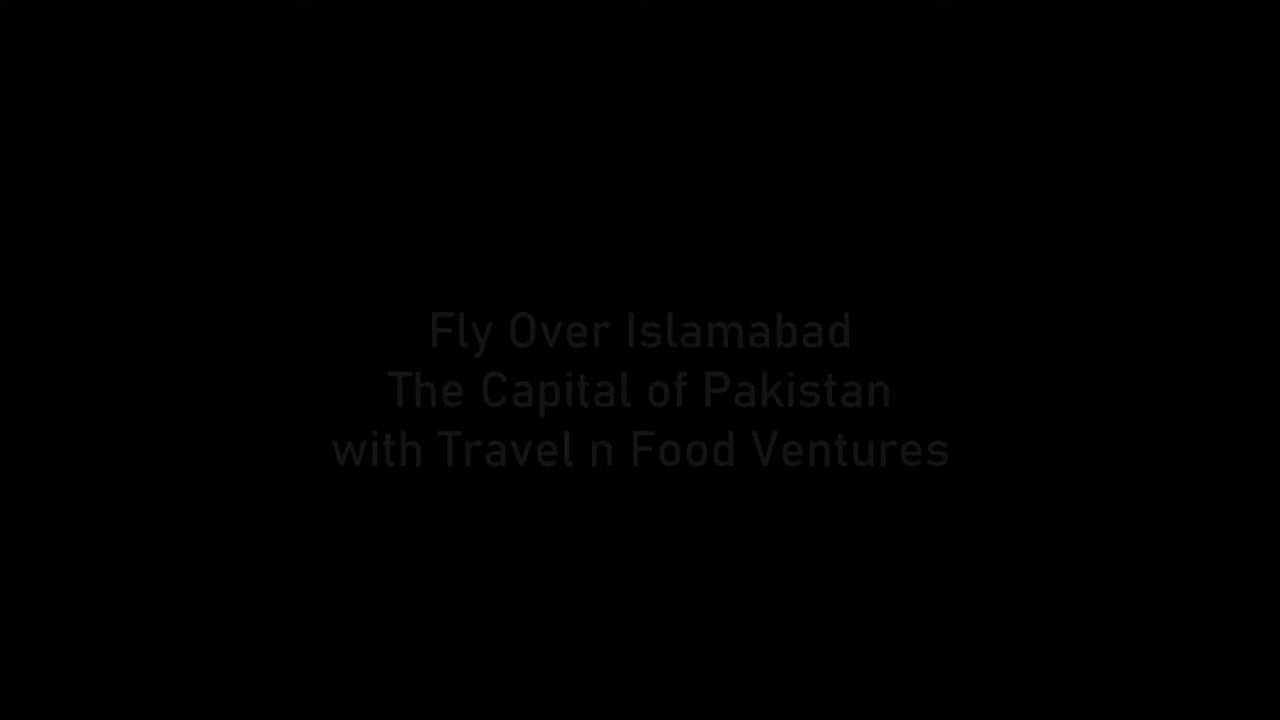 Fly Over Islamabad
The Capital of Pakistan
with Travel n Food Ventures